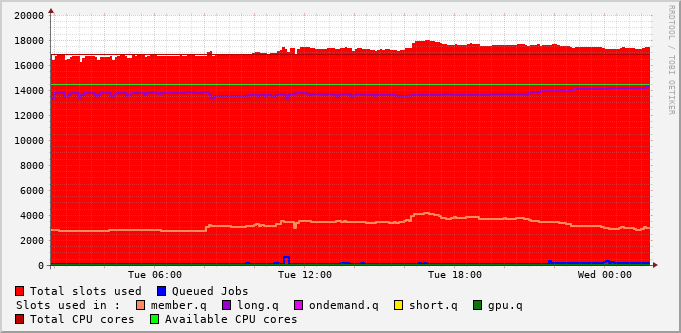 20000
18000
16000
14000
12000
10000
8000
6000
4000
2000
0
Tue 06:00 Tue 12:00 Tue 18:00 Wed 00:00
RRDTOOL / TOBI OETIKER
Total slots used Queued Jobs
Slots used in : member.q long.q ondemand.q short.q gpu.q
Total CPU cores Available CPU cores